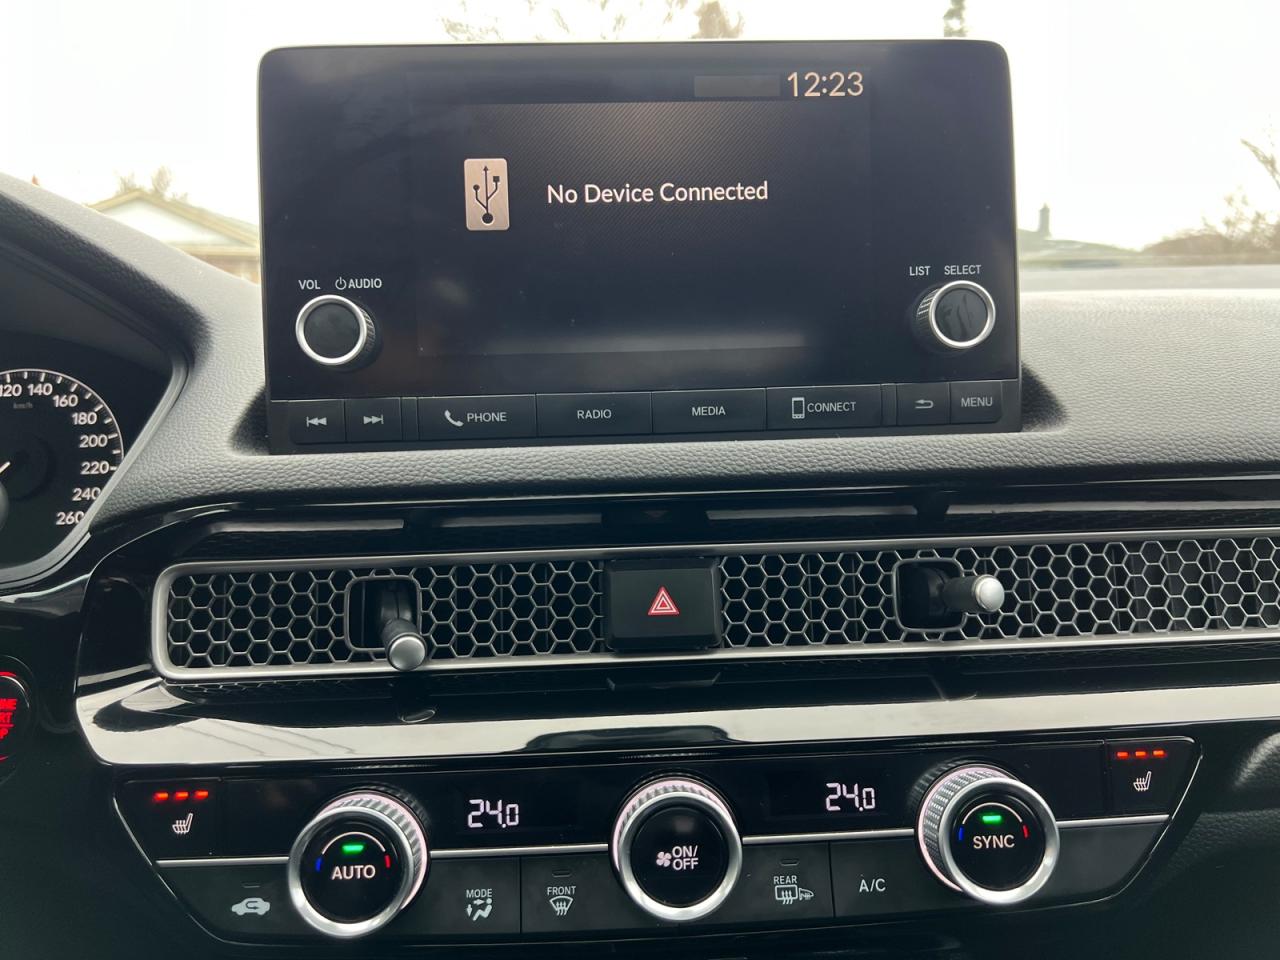 12:23
No Device Connected
VOL AUDIO
LIST SELECT
PHONE
RADIO
MEDIA
CONNECT
MENU
120 140
km/h
160
180
200
220
240
260
24.0
24.0
AUTO
ON/
OFF
SYNC
MODE
FRONT
REAR
A/C